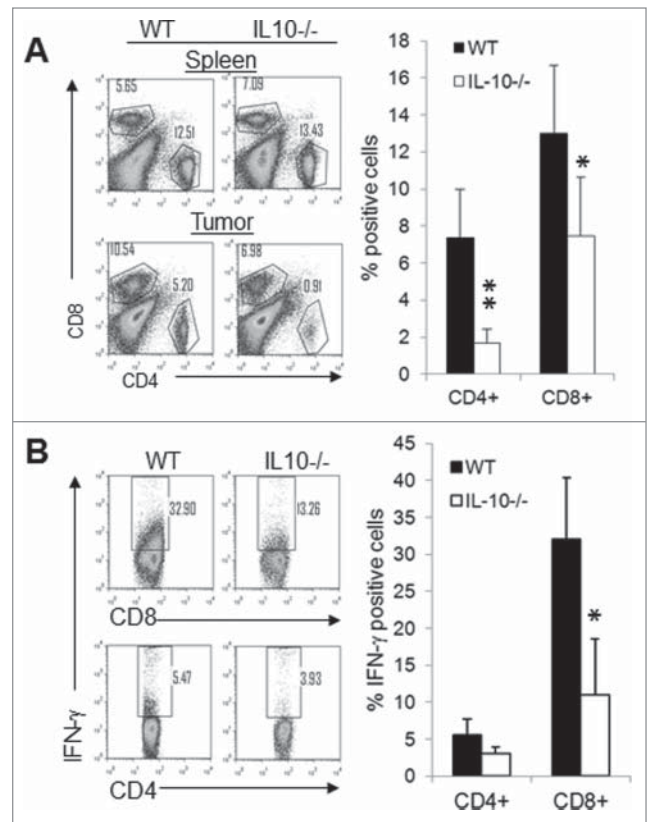 A
WT IL10-/-
Spleen
5.65
12.51
7.09
13.43
Tumor
10.54
5.20
6.98
0.91
CD8
CD4
% positive cells
18
16
14
12
10
8
6
4
2
0
WT
IL-10-/-
**
*
CD4+ CD8+
B
WT IL10-/-
32.90
13.26
CD8
5.47
3.93
IFN-γ
CD4
% IFN-γ positive cells
45
40
35
30
25
20
15
10
5
0
WT
IL-10-/-
*
CD4+ CD8+